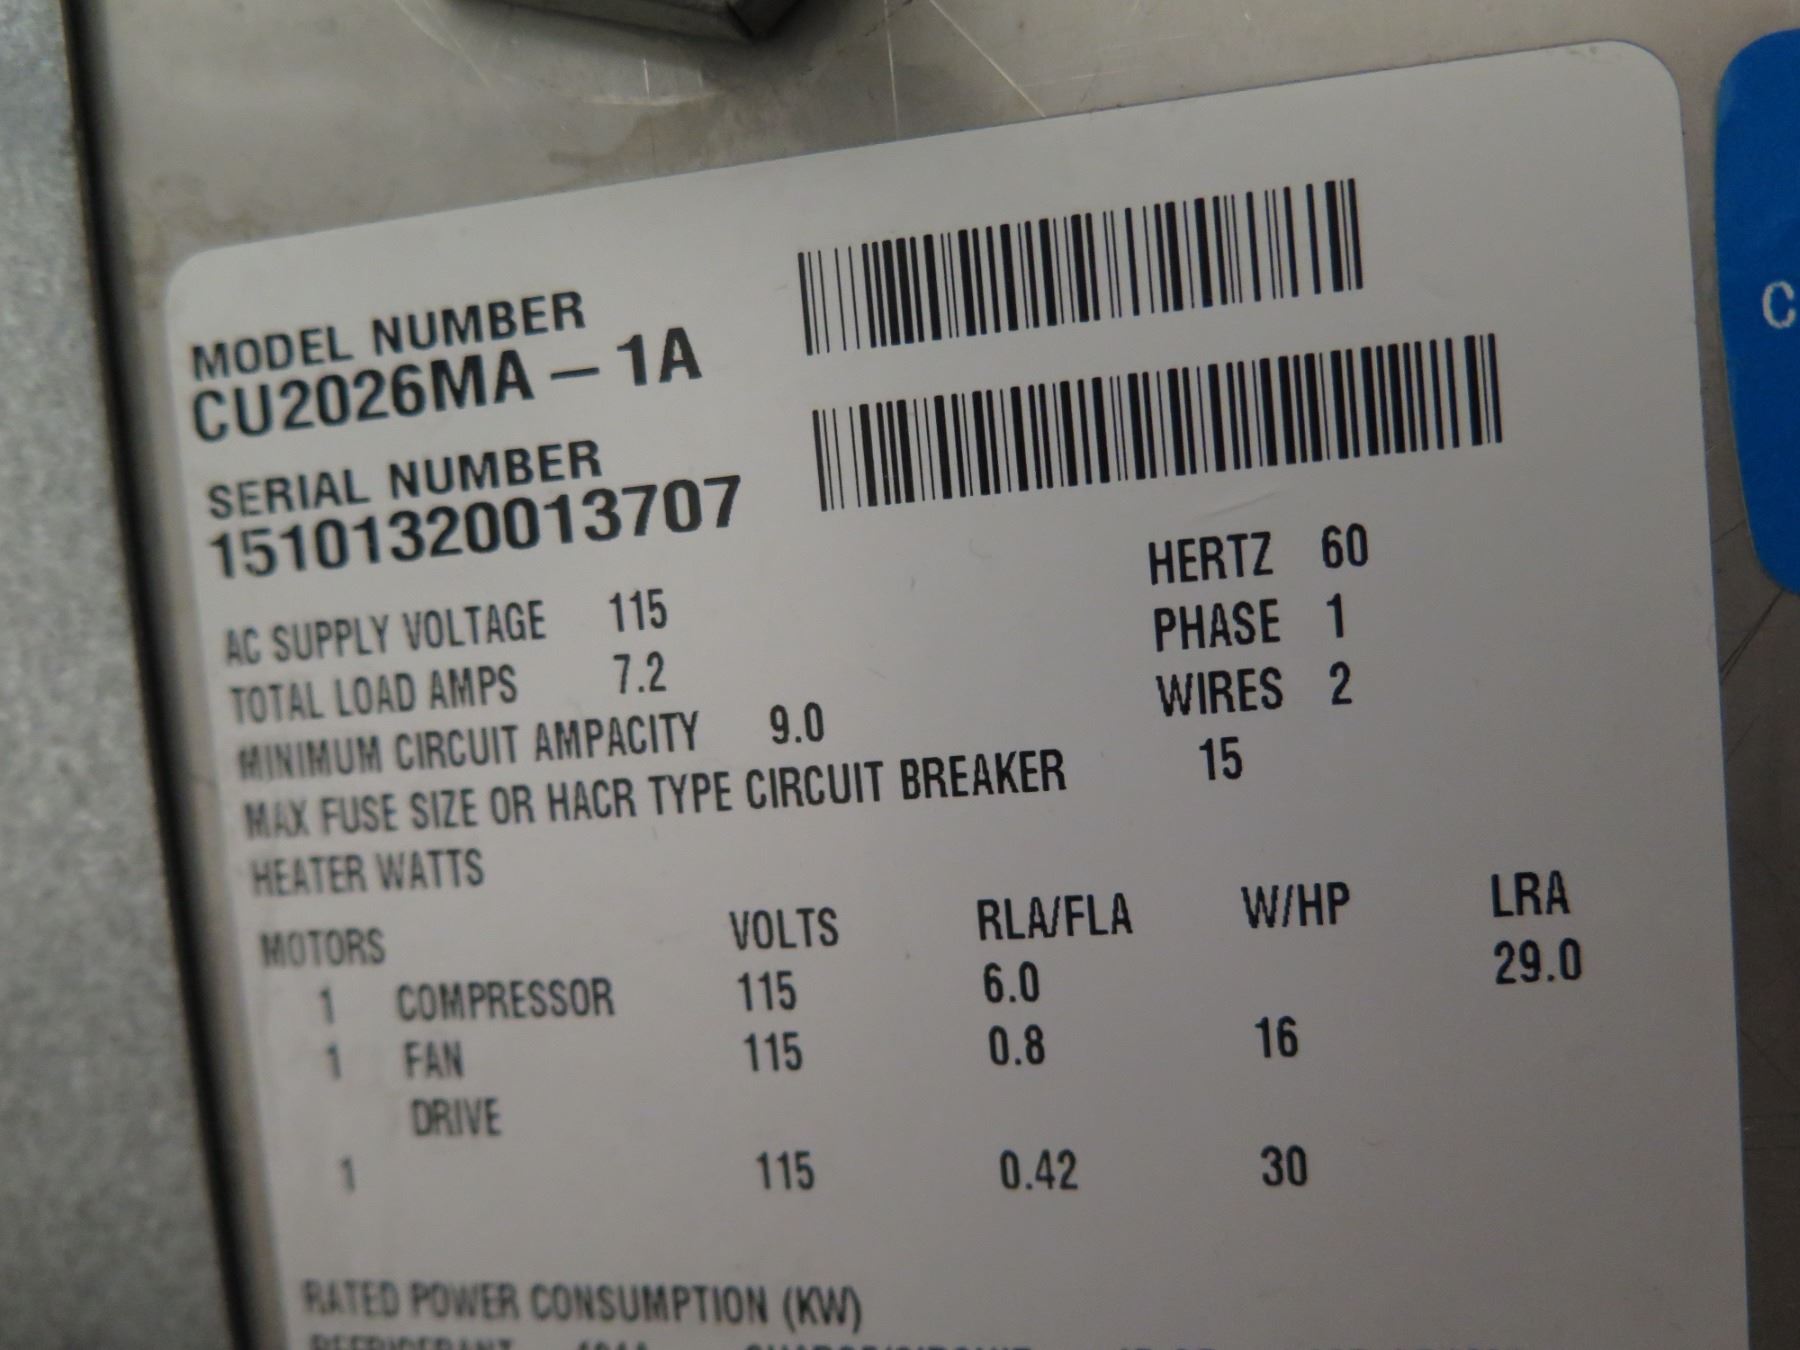 MODEL NUMBER
CU2026MA – 1A
SERIAL NUMBER
15101320013707
AC SUPPLY VOLTAGE 115 HERTZ 60
TOTAL LOAD AMPS 7.2 PHASE 1
MINIMUM CIRCUIT AMPACITY 9.0 WIRES 2
MAX FUSE SIZE OR HACR TYPE CIRCUIT BREAKER 15
HEATER WATTS
MOTORS VOLTS RLA/FLA W/HP LRA
1 COMPRESSOR 115 6.0 29.0
1 FAN 115 0.8 16
DRIVE
1 115 0.42 30
RATED POWER CONSUMPTION (KW)
REFRIGERANT
C